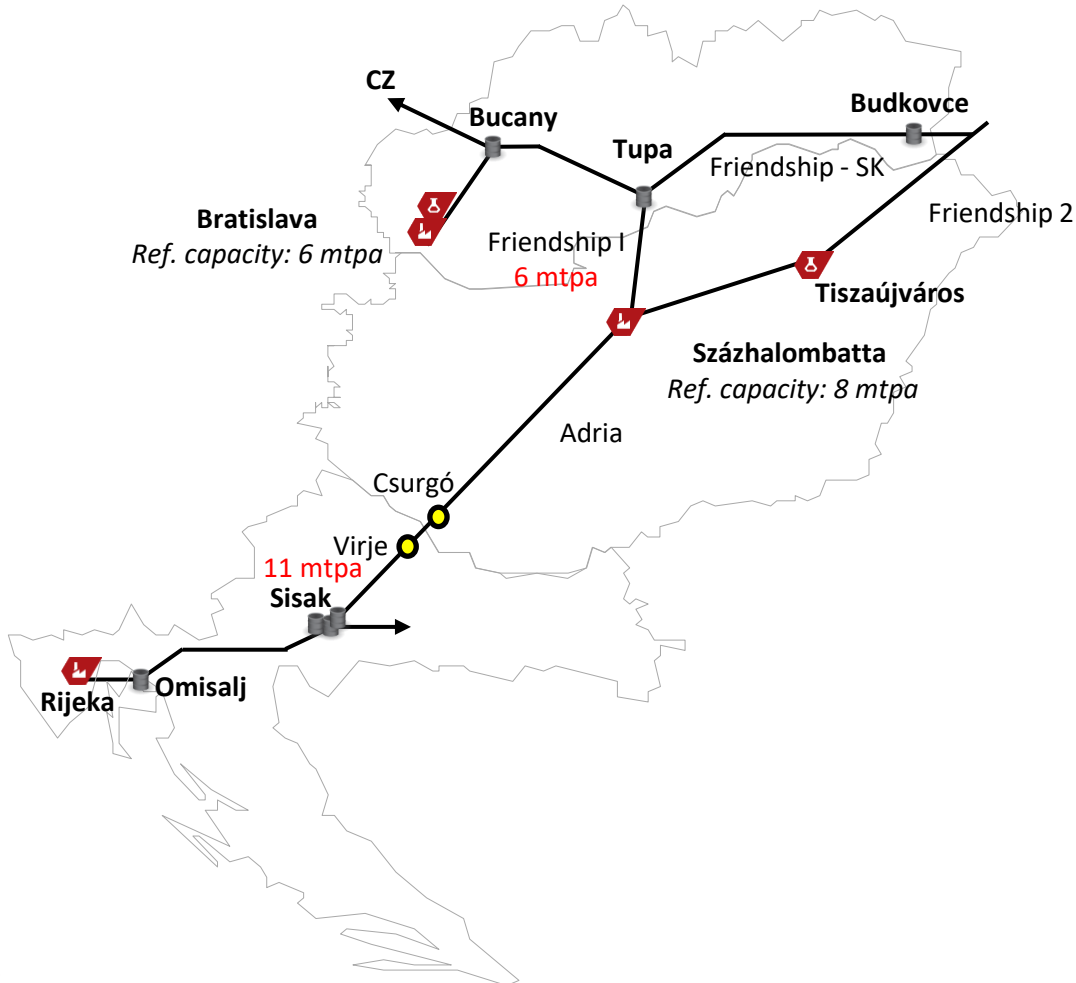 CZ
Bucany
Budkovce
Tupa
Friendship - SK
Bratislava
Ref. capacity: 6 mtpa
Friendship I
6 mtpa
Friendship 2
Tiszaújváros
Százhalombatta
Ref. capacity: 8 mtpa
Adria
Csurgó
Virje
11 mtpa
Sisak
Rijeka
Omisalj